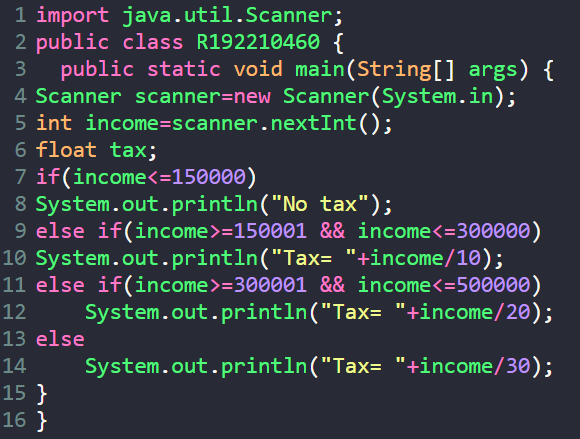 1 import java.util.Scanner;
2 public class R192210460 {
3   public static void main(String[] args) {
4 Scanner scanner=new Scanner(System.in);
5 int income=scanner.nextInt();
6 float tax;
7 if(income<=150000)
8 System.out.println("No tax");
9 else if(income>=150001 && income<=300000)
10 System.out.println("Tax= "+income/10);
11 else if(income>=300001 && income<=500000)
12     System.out.println("Tax= "+income/20);
13 else
14     System.out.println("Tax= "+income/30);
15 }
16 }